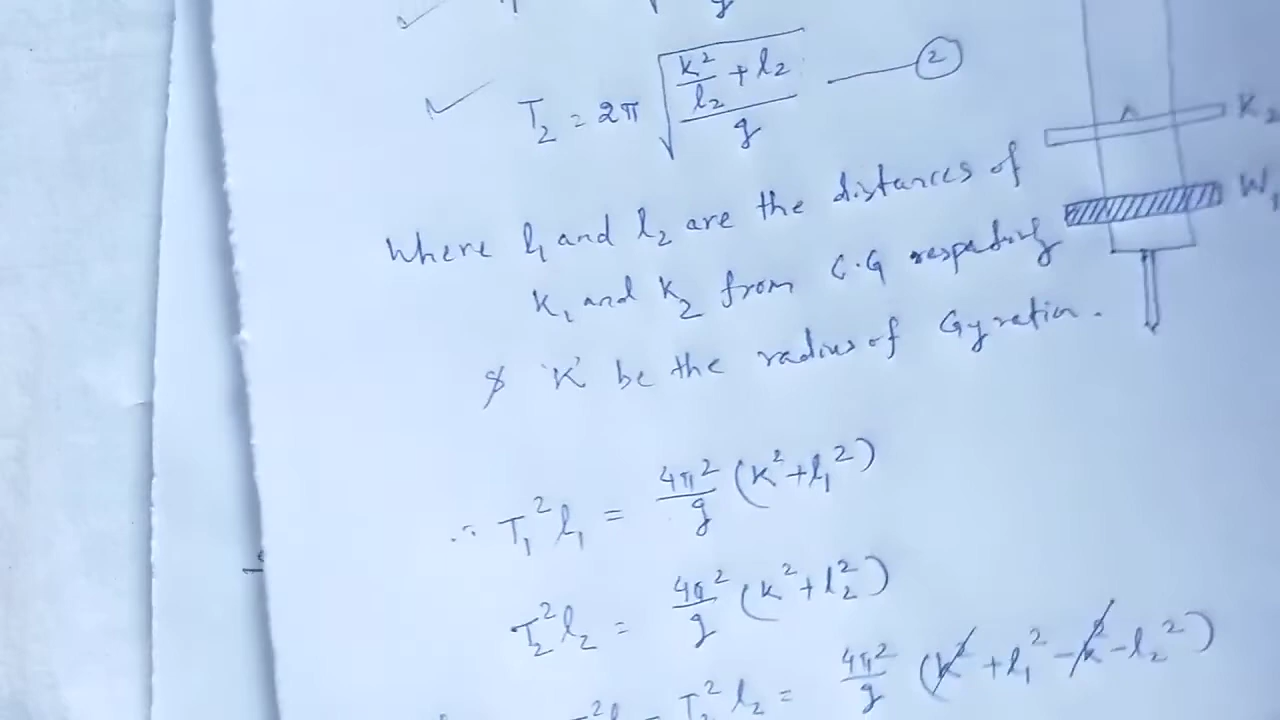 g
T₂ = 2π √((k²/l₂ + l₂)/g) — ②
K₂
W₁
Where l₁ and l₂ are the distances of
K₁ and K₂ from C.G respecting
& 'K' be the radius of Gyration.
∴ T₁² l₁ = 4π²/g (k² + l₁²)
T₂² l₂ = 4π²/g (k² + l₂²)
T₂² l₂ = 4π²/g (k² + l₁² - k² - l₂²)